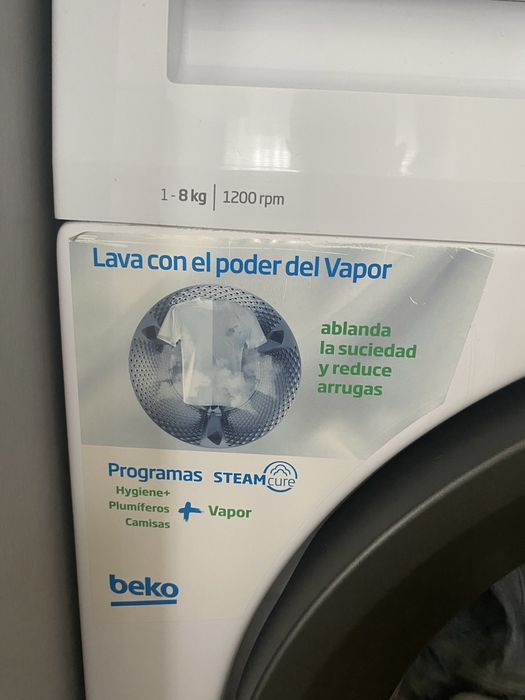 1-8 kg | 1200 rpm
Lava con el poder del Vapor
ablanda
la suciedad
y reduce
arrugas
Programas STEAMcure
Hygiene+
Plumíferos + Vapor
Camisas
beko